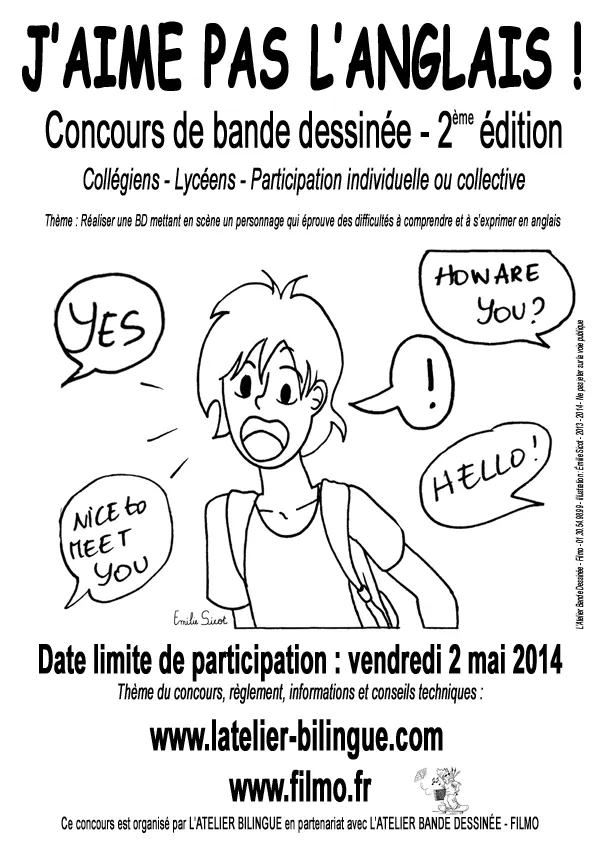 J'AIME PAS L'ANGLAIS !
Concours de bande dessinée - 2ème édition
Collégiens - Lycéens - Participation individuelle ou collective
Thème : Réaliser une BD mettant en scène un personnage qui éprouve des difficultés à comprendre et à s'exprimer en anglais
YES
HOW ARE
YOU?
!
HELLO!
NICE to
MEET
YOU
Emilie Sicot
L'Atelier Bande Dessinée - Filmo - 01.30.54.98.99 - illustration : Émilie Sicot - 2013 - 2014 - Ne pas jeter sur la voie publique
Date limite de participation : vendredi 2 mai 2014
Thème du concours, règlement, informations et conseils techniques :
www.latelier-bilingue.com
www.filmo.fr
Ce concours est organisé par L'ATELIER BILINGUE en partenariat avec L'ATELIER BANDE DESSINÉE - FILMO